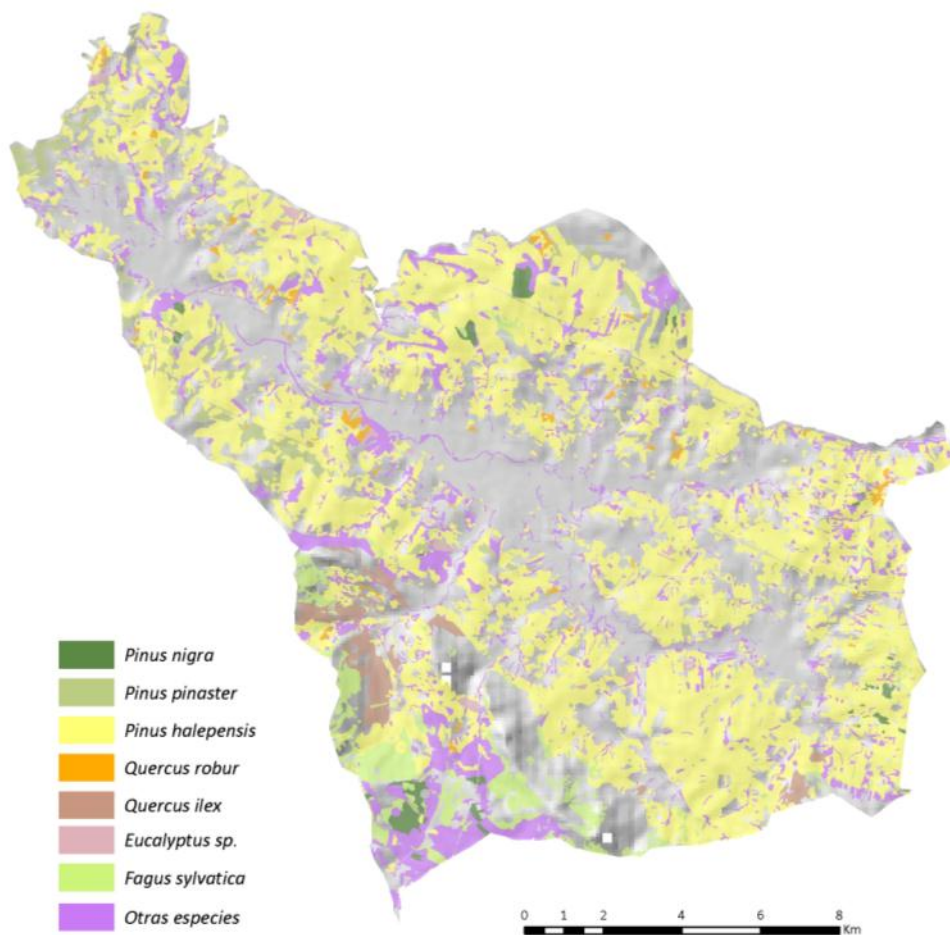 Pinus nigra
Pinus pinaster
Pinus halepensis
Quercus robur
Quercus ilex
Eucalyptus sp.
Fagus sylvatica
Otras especies
0 1 2 4 6 8
Km